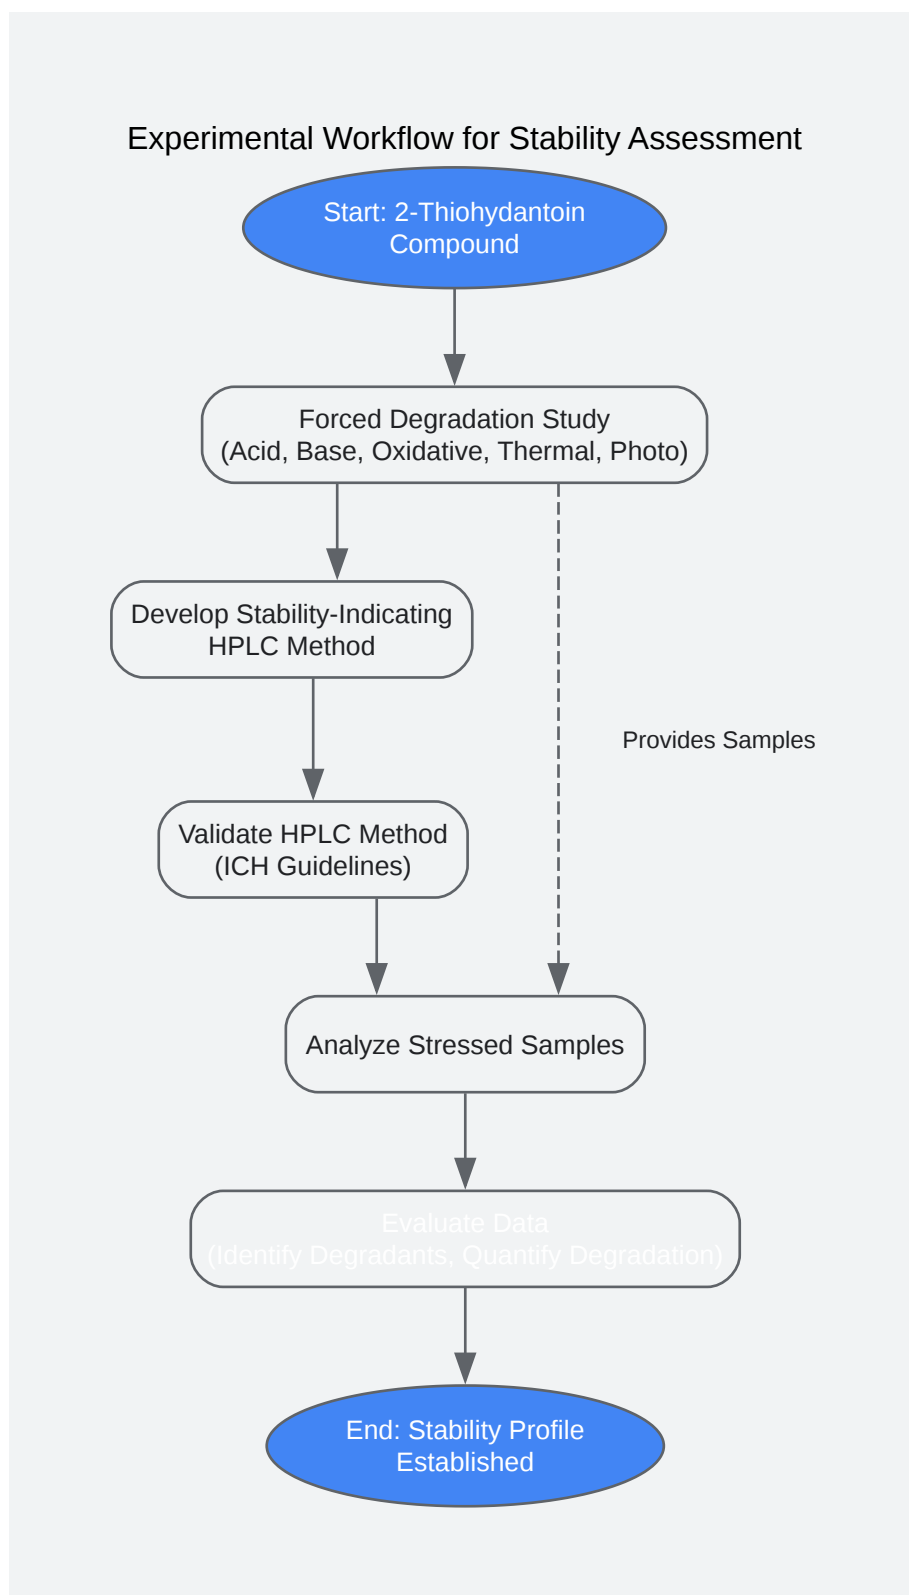 Experimental Workflow for Stability Assessment
Start: 2-Thiohydantoin
Compound
Forced Degradation Study
(Acid, Base, Oxidative, Thermal, Photo)
Develop Stability-Indicating
HPLC Method
Provides Samples
Validate HPLC Method
(ICH Guidelines)
Analyze Stressed Samples
Evaluate Data
(Identify Degradants, Quantify Degradation)
End: Stability Profile
Established